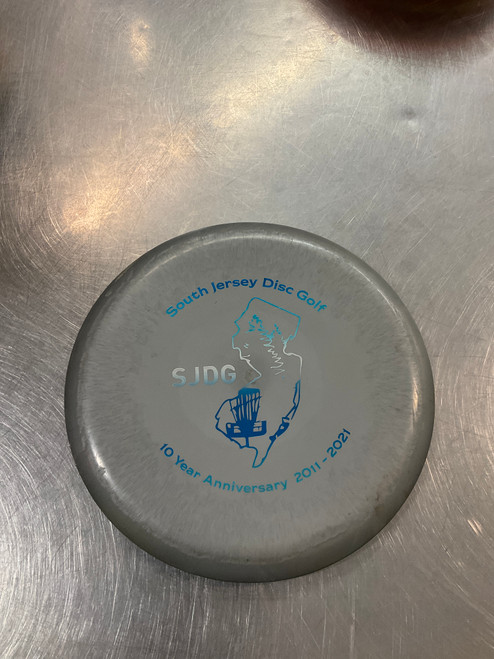 South Jersey Disc Golf
SJDG
10 Year Anniversary 2011 - 2021